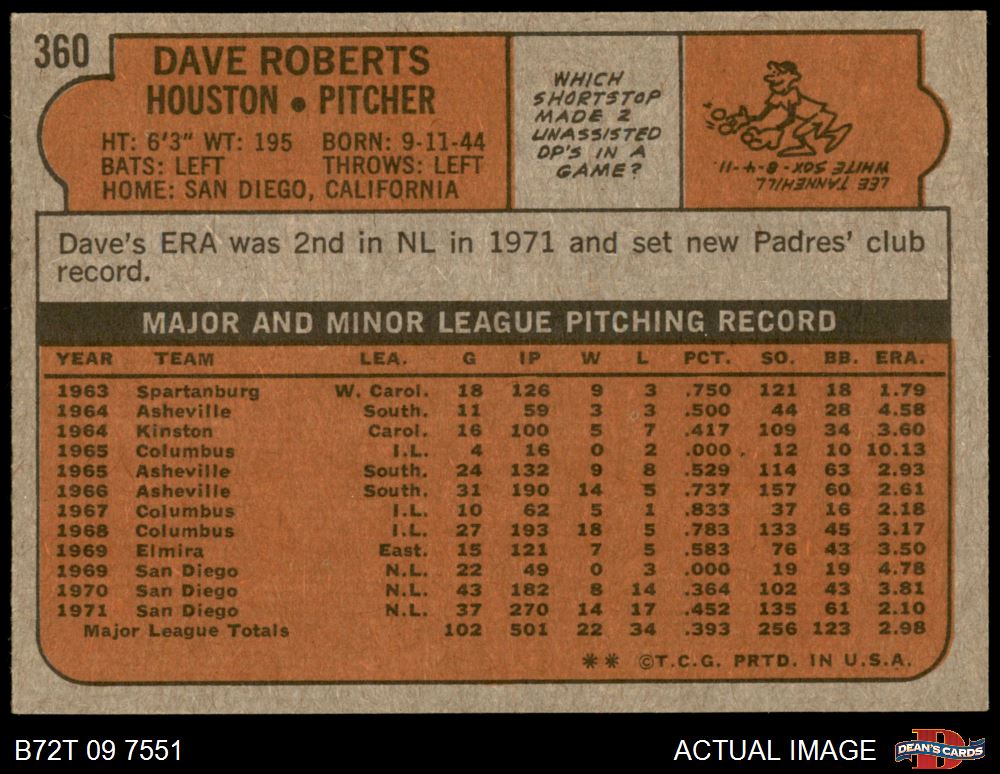 360
DAVE ROBERTS
HOUSTON • PITCHER
HT: 6'3" WT: 195 BORN: 9-11-44
BATS: LEFT THROWS: LEFT
HOME: SAN DIEGO, CALIFORNIA
WHICH
SHORTSTOP
MADE 2
UNASSISTED
DP'S IN A
GAME?
LEE TANNEHILL
WHITE SOX - 8-4-11.
Dave's ERA was 2nd in NL in 1971 and set new Padres' club
record.
MAJOR AND MINOR LEAGUE PITCHING RECORD
YEAR TEAM LEA. G IP W L PCT. SO. BB. ERA.
1963 Spartanburg W. Carol. 18 126 9 3 .750 121 18 1.79
1964 Asheville South. 11 59 3 3 .500 44 28 4.58
1964 Kinston Carol. 16 100 5 7 .417 109 34 3.60
1965 Columbus I.L. 4 16 0 2 .000 12 10 10.13
1965 Asheville South. 24 132 9 8 .529 114 63 2.93
1966 Asheville South. 31 190 14 5 .737 157 60 2.61
1967 Columbus I.L. 10 62 5 1 .833 37 16 2.18
1968 Columbus I.L. 27 193 18 5 .783 133 45 3.17
1969 Elmira East. 15 121 7 5 .583 76 43 3.50
1969 San Diego N.L. 22 49 0 3 .000 19 19 4.78
1970 San Diego N.L. 43 182 8 14 .364 102 43 3.81
1971 San Diego N.L. 37 270 14 17 .452 135 61 2.10
Major League Totals 102 501 22 34 .393 256 123 2.98
** ©T.C.G. PRTD. IN U.S.A.
B72T 09 7551 ACTUAL IMAGE
D
DEAN'S CARDS